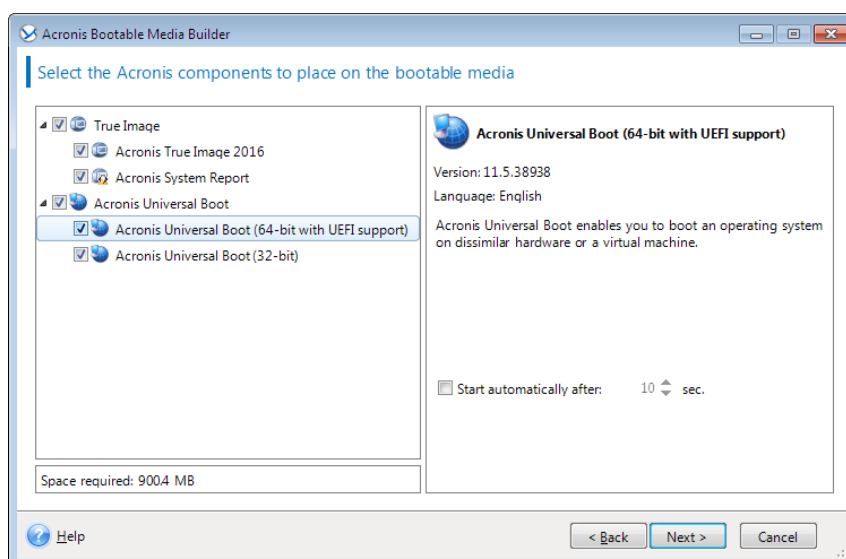 Acronis Bootable Media Builder
Select the Acronis components to place on the bootable media
True Image
Acronis True Image 2016
Acronis System Report
Acronis Universal Boot
Acronis Universal Boot (64-bit with UEFI support)
Acronis Universal Boot (32-bit)
Space required: 900.4 MB
Acronis Universal Boot (64-bit with UEFI support)
Version: 11.5.38938
Language: English
Acronis Universal Boot enables you to boot an operating system
on dissimilar hardware or a virtual machine.
Start automatically after: 10 sec.
Help
< Back
Next >
Cancel